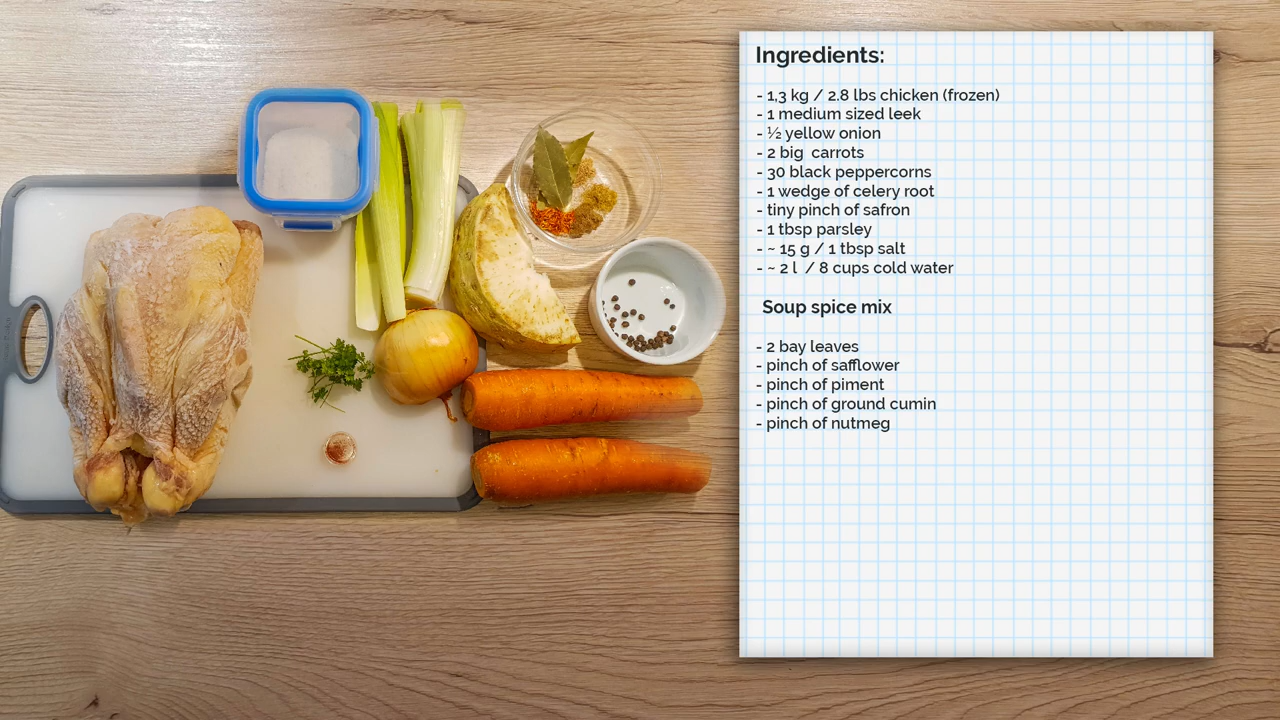 Ingredients:
- 1,3 kg / 2.8 lbs chicken (frozen)
- 1 medium sized leek
- ½ yellow onion
- 2 big carrots
- 30 black peppercorns
- 1 wedge of celery root
- tiny pinch of safron
- 1 tbsp parsley
- ~ 15 g / 1 tbsp salt
- ~ 2 l / 8 cups cold water
Soup spice mix
- 2 bay leaves
- pinch of safflower
- pinch of piment
- pinch of ground cumin
- pinch of nutmeg